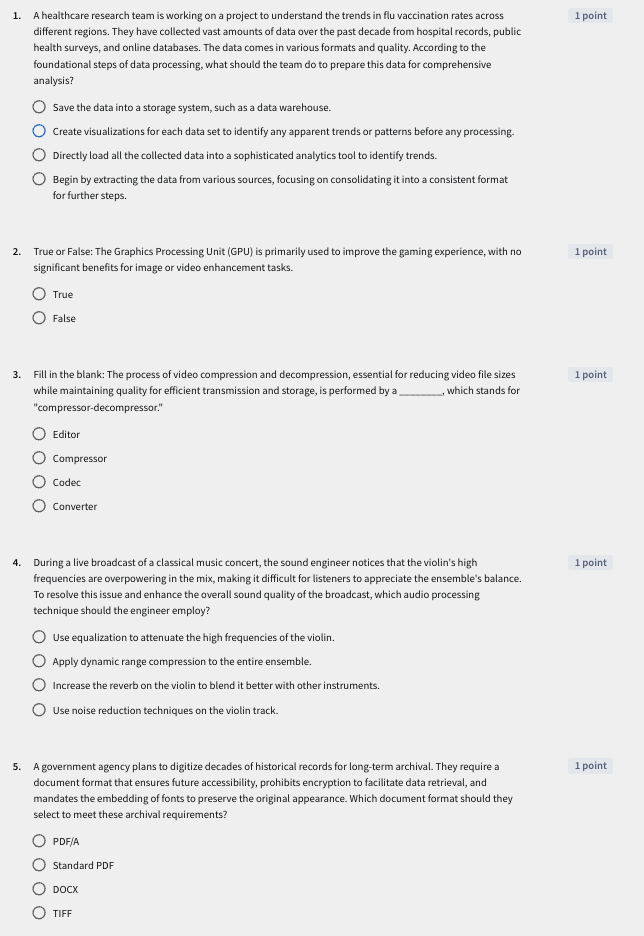 1. A healthcare research team is working on a project to understand the trends in flu vaccination rates across 1 point
different regions. They have collected vast amounts of data over the past decade from hospital records, public
health surveys, and online databases. The data comes in various formats and quality. According to the
foundational steps of data processing, what should the team do to prepare this data for comprehensive
analysis?
Save the data into a storage system, such as a data warehouse.
Create visualizations for each data set to identify any apparent trends or patterns before any processing.
Directly load all the collected data into a sophisticated analytics tool to identify trends.
Begin by extracting the data from various sources, focusing on consolidating it into a consistent format
for further steps.
2. True or False: The Graphics Processing Unit (GPU) is primarily used to improve the gaming experience, with no 1 point
significant benefits for image or video enhancement tasks.
True
False
3. Fill in the blank: The process of video compression and decompression, essential for reducing video file sizes 1 point
while maintaining quality for efficient transmission and storage, is performed by a ________, which stands for
"compressor-decompressor."
Editor
Compressor
Codec
Converter
4. During a live broadcast of a classical music concert, the sound engineer notices that the violin's high 1 point
frequencies are overpowering in the mix, making it difficult for listeners to appreciate the ensemble's balance.
To resolve this issue and enhance the overall sound quality of the broadcast, which audio processing
technique should the engineer employ?
Use equalization to attenuate the high frequencies of the violin.
Apply dynamic range compression to the entire ensemble.
Increase the reverb on the violin to blend it better with other instruments.
Use noise reduction techniques on the violin track.
5. A government agency plans to digitize decades of historical records for long-term archival. They require a 1 point
document format that ensures future accessibility, prohibits encryption to facilitate data retrieval, and
mandates the embedding of fonts to preserve the original appearance. Which document format should they
select to meet these archival requirements?
PDF/A
Standard PDF
DOCX
TIFF